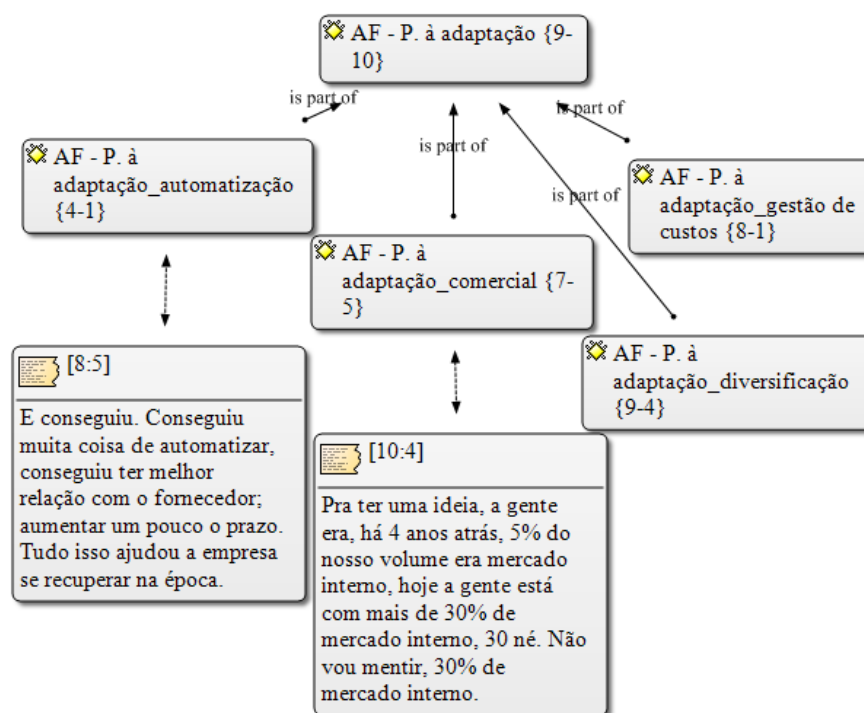 AF - P. à adaptação {9-
10}
is part of
is part of
is part of
is part of
AF - P. à
adaptação_automatização
{4-1}
AF - P. à
adaptação_gestão de
custos {8-1}
AF - P. à
adaptação_comercial {7-
5}
AF - P. à
adaptação_diversificação
{9-4}
[8:5]
E conseguiu. Conseguiu
muita coisa de automatizar,
conseguiu ter melhor
relação com o fornecedor;
aumentar um pouco o prazo.
Tudo isso ajudou a empresa
se recuperar na época.
[10:4]
Pra ter uma ideia, a gente
era, há 4 anos atrás, 5% do
nosso volume era mercado
interno, hoje a gente está
com mais de 30% de
mercado interno, 30 né. Não
vou mentir, 30% de
mercado interno.